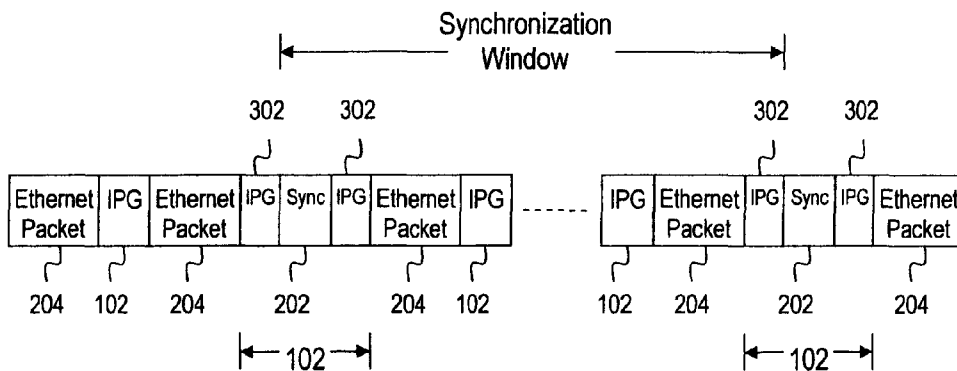 Synchronization
Window
302 302 302 302
Ethernet Packet IPG Ethernet Packet IPG Sync IPG Ethernet Packet IPG IPG Ethernet Packet IPG Sync IPG Ethernet Packet
204 102 204 202 204 102 102 204 202 204
102 102